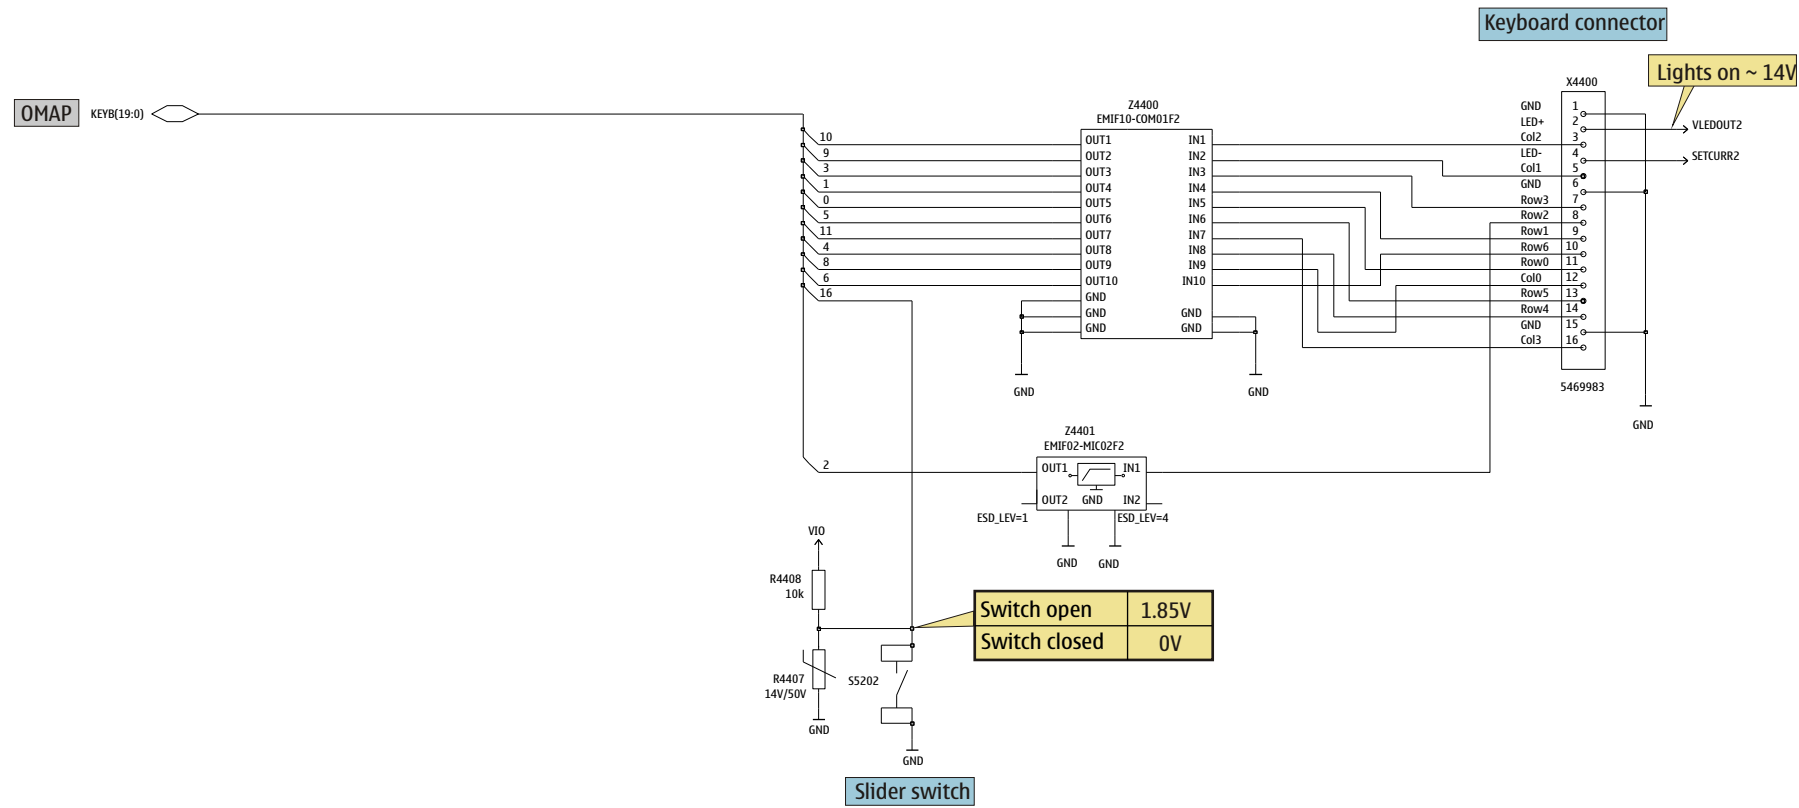 Keyboard connector
Lights on ~ 14V
X4400
OMAP
KEYB(19:0)
Z4400
EMIF10-COM01F2
GND 1
LED+ 2
VLEDOUT2
Col2 3
LED- 4
SETCURR2
Col1 5
GND 6
Row3 7
Row2 8
Row1 9
Row6 10
Row0 11
Col0 12
Row5 13
Row4 14
GND 15
Col3 16
5469983
GND
10 OUT1 IN1
9 OUT2 IN2
3 OUT3 IN3
1 OUT4 IN4
0 OUT5 IN5
5 OUT6 IN6
11 OUT7 IN7
4 OUT8 IN8
8 OUT9 IN9
6 OUT10 IN10
16 GND
GND GND
GND GND
GND GND
Z4401
EMIF02-MIC02F2
2 OUT1 IN1
OUT2 GND IN2
ESD_LEV=1 ESD_LEV=4
GND GND
VIO
R4408
10k
Switch open 1.85V
Switch closed 0V
R4407
14V/50V
S5202
GND
GND
Slider switch